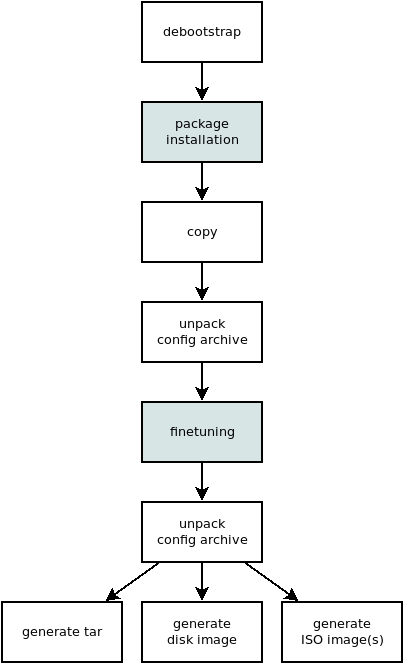 debootstrap
package
installation
copy
unpack
config archive
finetuning
unpack
config archive
generate tar
generate
disk image
generate
ISO image(s)